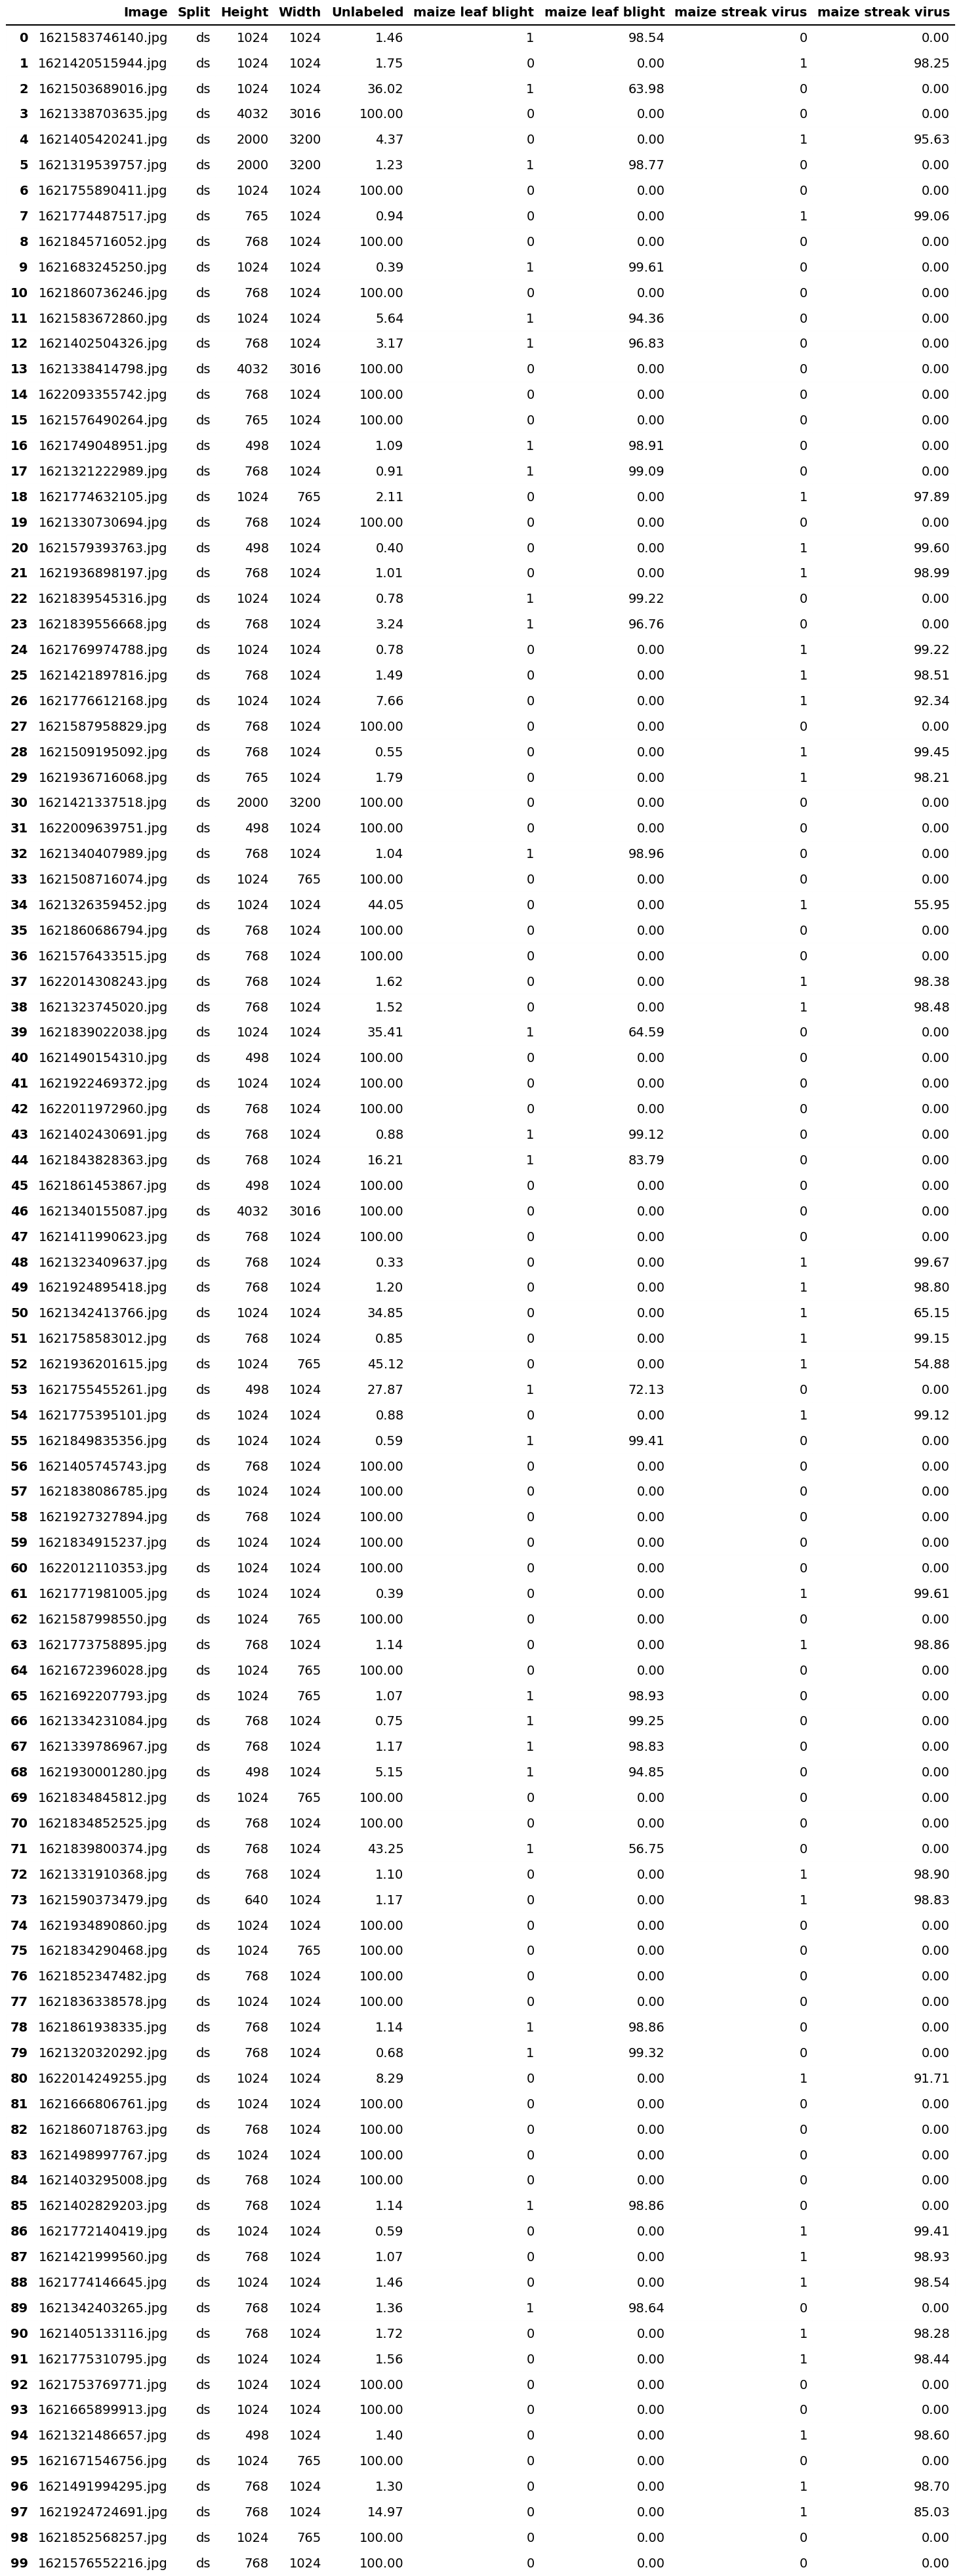 Image Split Height Width Unlabeled maize leaf blight maize leaf blight maize streak virus maize streak virus
0 1621583746140.jpg ds 1024 1024 1.46 1 98.54 0 0.00
1 1621420515944.jpg ds 1024 1024 1.75 0 0.00 1 98.25
2 1621503689016.jpg ds 1024 1024 36.02 1 63.98 0 0.00
3 1621338703635.jpg ds 4032 3016 100.00 0 0.00 0 0.00
4 1621405420241.jpg ds 2000 3200 4.37 0 0.00 1 95.63
5 1621319539757.jpg ds 2000 3200 1.23 1 98.77 0 0.00
6 1621755890411.jpg ds 1024 1024 100.00 0 0.00 0 0.00
7 1621774487517.jpg ds 765 1024 0.94 0 0.00 1 99.06
8 1621845716052.jpg ds 768 1024 100.00 0 0.00 0 0.00
9 1621683245250.jpg ds 1024 1024 0.39 1 99.61 0 0.00
10 1621860736246.jpg ds 768 1024 100.00 0 0.00 0 0.00
11 1621583672860.jpg ds 1024 1024 5.64 1 94.36 0 0.00
12 1621402504326.jpg ds 768 1024 3.17 1 96.83 0 0.00
13 1621338414798.jpg ds 4032 3016 100.00 0 0.00 0 0.00
14 1622093355742.jpg ds 768 1024 100.00 0 0.00 0 0.00
15 1621576490264.jpg ds 765 1024 100.00 0 0.00 0 0.00
16 1621749048951.jpg ds 498 1024 1.09 1 98.91 0 0.00
17 1621321222989.jpg ds 768 1024 0.91 1 99.09 0 0.00
18 1621774632105.jpg ds 1024 765 2.11 0 0.00 1 97.89
19 1621330730694.jpg ds 768 1024 100.00 0 0.00 0 0.00
20 1621579393763.jpg ds 498 1024 0.40 0 0.00 1 99.60
21 1621936898197.jpg ds 768 1024 1.01 0 0.00 1 98.99
22 1621839545316.jpg ds 1024 1024 0.78 1 99.22 0 0.00
23 1621839556668.jpg ds 768 1024 3.24 1 96.76 0 0.00
24 1621769974788.jpg ds 1024 1024 0.78 0 0.00 1 99.22
25 1621421897816.jpg ds 768 1024 1.49 0 0.00 1 98.51
26 1621776612168.jpg ds 1024 1024 7.66 0 0.00 1 92.34
27 1621587958829.jpg ds 768 1024 100.00 0 0.00 0 0.00
28 1621509195092.jpg ds 768 1024 0.55 0 0.00 1 99.45
29 1621936716068.jpg ds 765 1024 1.79 0 0.00 1 98.21
30 1621421337518.jpg ds 2000 3200 100.00 0 0.00 0 0.00
31 1622009639751.jpg ds 498 1024 100.00 0 0.00 0 0.00
32 1621340407989.jpg ds 768 1024 1.04 1 98.96 0 0.00
33 1621508716074.jpg ds 1024 765 100.00 0 0.00 0 0.00
34 1621326359452.jpg ds 1024 1024 44.05 0 0.00 1 55.95
35 1621860686794.jpg ds 768 1024 100.00 0 0.00 0 0.00
36 1621576433515.jpg ds 768 1024 100.00 0 0.00 0 0.00
37 1622014308243.jpg ds 768 1024 1.62 0 0.00 1 98.38
38 1621323745020.jpg ds 768 1024 1.52 0 0.00 1 98.48
39 1621839022038.jpg ds 1024 1024 35.41 1 64.59 0 0.00
40 1621490154310.jpg ds 498 1024 100.00 0 0.00 0 0.00
41 1621922469372.jpg ds 1024 1024 100.00 0 0.00 0 0.00
42 1622011972960.jpg ds 768 1024 100.00 0 0.00 0 0.00
43 1621402430691.jpg ds 768 1024 0.88 1 99.12 0 0.00
44 1621843828363.jpg ds 768 1024 16.21 1 83.79 0 0.00
45 1621861453867.jpg ds 498 1024 100.00 0 0.00 0 0.00
46 1621340155087.jpg ds 4032 3016 100.00 0 0.00 0 0.00
47 1621411990623.jpg ds 768 1024 100.00 0 0.00 0 0.00
48 1621323409637.jpg ds 768 1024 0.33 0 0.00 1 99.67
49 1621924895418.jpg ds 768 1024 1.20 0 0.00 1 98.80
50 1621342413766.jpg ds 1024 1024 34.85 0 0.00 1 65.15
51 1621758583012.jpg ds 768 1024 0.85 0 0.00 1 99.15
52 1621936201615.jpg ds 1024 765 45.12 0 0.00 1 54.88
53 1621755455261.jpg ds 498 1024 27.87 1 72.13 0 0.00
54 1621775395101.jpg ds 1024 1024 0.88 0 0.00 1 99.12
55 1621849835356.jpg ds 1024 1024 0.59 1 99.41 0 0.00
56 1621405745743.jpg ds 768 1024 100.00 0 0.00 0 0.00
57 1621838086785.jpg ds 1024 1024 100.00 0 0.00 0 0.00
58 1621927327894.jpg ds 768 1024 100.00 0 0.00 0 0.00
59 1621834915237.jpg ds 1024 1024 100.00 0 0.00 0 0.00
60 1622012110353.jpg ds 1024 1024 100.00 0 0.00 0 0.00
61 1621771981005.jpg ds 1024 1024 0.39 0 0.00 1 99.61
62 1621587998550.jpg ds 1024 765 100.00 0 0.00 0 0.00
63 1621773758895.jpg ds 768 1024 1.14 0 0.00 1 98.86
64 1621672396028.jpg ds 1024 765 100.00 0 0.00 0 0.00
65 1621692207793.jpg ds 1024 765 1.07 1 98.93 0 0.00
66 1621334231084.jpg ds 768 1024 0.75 1 99.25 0 0.00
67 1621339786967.jpg ds 768 1024 1.17 1 98.83 0 0.00
68 1621930001280.jpg ds 498 1024 5.15 1 94.85 0 0.00
69 1621834845812.jpg ds 1024 765 100.00 0 0.00 0 0.00
70 1621834852525.jpg ds 768 1024 100.00 0 0.00 0 0.00
71 1621839800374.jpg ds 768 1024 43.25 1 56.75 0 0.00
72 1621331910368.jpg ds 768 1024 1.10 0 0.00 1 98.90
73 1621590373479.jpg ds 640 1024 1.17 0 0.00 1 98.83
74 1621934890860.jpg ds 1024 1024 100.00 0 0.00 0 0.00
75 1621834290468.jpg ds 1024 765 100.00 0 0.00 0 0.00
76 1621852347482.jpg ds 768 1024 100.00 0 0.00 0 0.00
77 1621836338578.jpg ds 1024 1024 100.00 0 0.00 0 0.00
78 1621861938335.jpg ds 768 1024 1.14 1 98.86 0 0.00
79 1621320320292.jpg ds 768 1024 0.68 1 99.32 0 0.00
80 1622014249255.jpg ds 1024 1024 8.29 0 0.00 1 91.71
81 1621666806761.jpg ds 1024 1024 100.00 0 0.00 0 0.00
82 1621860718763.jpg ds 768 1024 100.00 0 0.00 0 0.00
83 1621498997767.jpg ds 1024 1024 100.00 0 0.00 0 0.00
84 1621403295008.jpg ds 768 1024 100.00 0 0.00 0 0.00
85 1621402829203.jpg ds 768 1024 1.14 1 98.86 0 0.00
86 1621772140419.jpg ds 1024 1024 0.59 0 0.00 1 99.41
87 1621421999560.jpg ds 768 1024 1.07 0 0.00 1 98.93
88 1621774146645.jpg ds 1024 1024 1.46 0 0.00 1 98.54
89 1621342403265.jpg ds 768 1024 1.36 1 98.64 0 0.00
90 1621405133116.jpg ds 768 1024 1.72 0 0.00 1 98.28
91 1621775310795.jpg ds 1024 1024 1.56 0 0.00 1 98.44
92 1621753769771.jpg ds 1024 1024 100.00 0 0.00 0 0.00
93 1621665899913.jpg ds 1024 1024 100.00 0 0.00 0 0.00
94 1621321486657.jpg ds 498 1024 1.40 0 0.00 1 98.60
95 1621671546756.jpg ds 1024 765 100.00 0 0.00 0 0.00
96 1621491994295.jpg ds 768 1024 1.30 0 0.00 1 98.70
97 1621924724691.jpg ds 768 1024 14.97 0 0.00 1 85.03
98 1621852568257.jpg ds 1024 765 100.00 0 0.00 0 0.00
99 1621576552216.jpg ds 768 1024 100.00 0 0.00 0 0.00